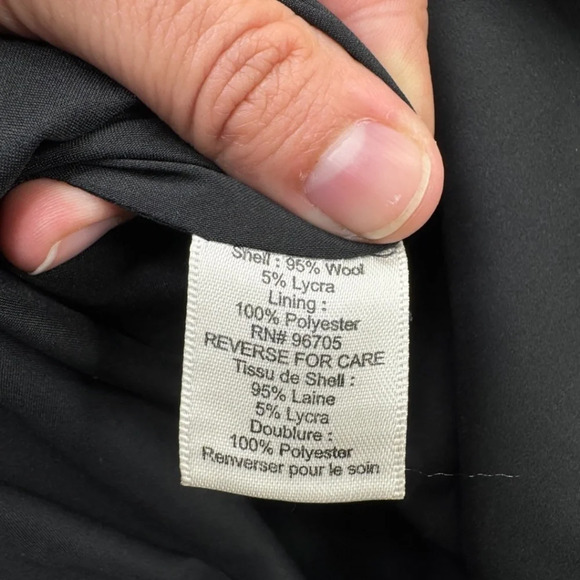 Shell : 95% Wool
5% Lycra
Lining :
100% Polyester
RN# 96705
REVERSE FOR CARE
Tissu de Shell :
95% Laine
5% Lycra
Doublure :
100% Polyester
Renverser pour le soin